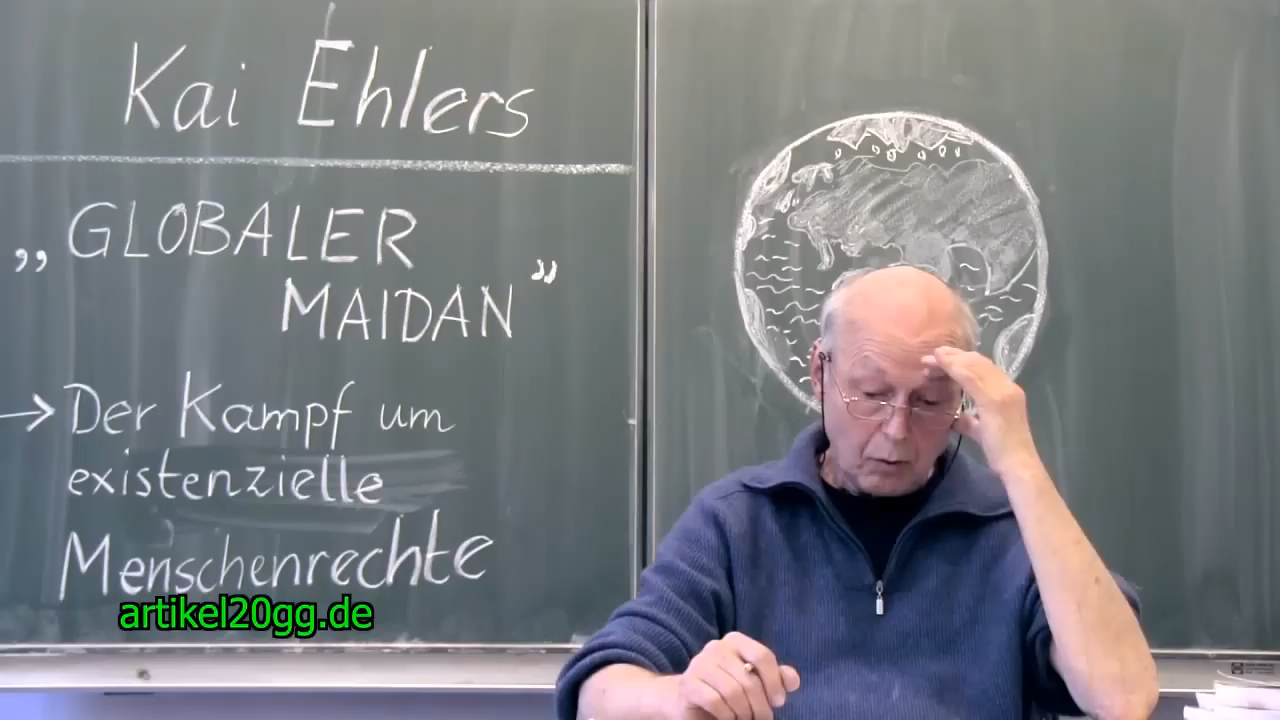 Kai Ehlers
„GLOBALER
MAIDAN"
→ Der Kampf um
existenzielle
Menschenrechte
artikel20gg.de